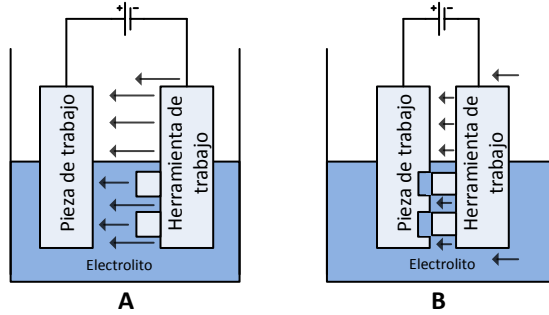 + -
Pieza de trabajo
Herramienta de
trabajo
Electrolito
A
+ -
Pieza de trabajo
Herramienta de
trabajo
Electrolito
B